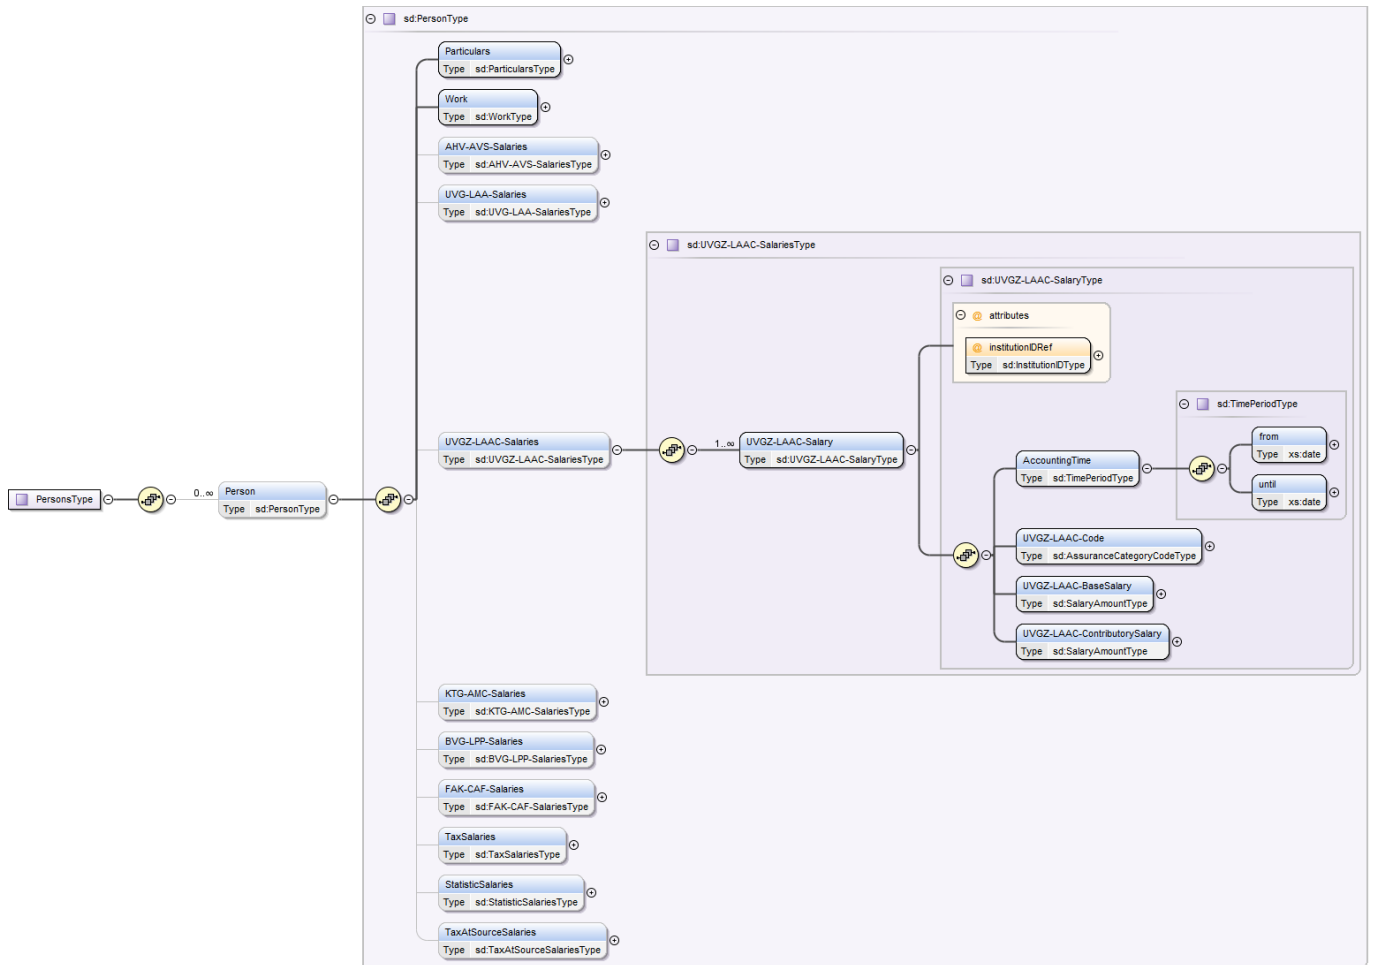 sd:PersonType
Particulars
Type sd:ParticularsType
Work
Type sd:WorkType
AHV-AVS-Salaries
Type sd:AHV-AVS-SalariesType
UVG-LAA-Salaries
Type sd:UVG-LAA-SalariesType
sd:UVGZ-LAAC-SalariesType
sd:UVGZ-LAAC-SalaryType
@ attributes
@ institutionIDRef
Type sd:InstitutionIDType
sd:TimePeriodType
from
Type xs:date
until
Type xs:date
UVGZ-LAAC-Salaries
Type sd:UVGZ-LAAC-SalariesType
1..∞
UVGZ-LAAC-Salary
Type sd:UVGZ-LAAC-SalaryType
AccountingTime
Type sd:TimePeriodType
PersonsType
0..∞
Person
Type sd:PersonType
UVGZ-LAAC-Code
Type sd:AssuranceCategoryCodeType
UVGZ-LAAC-BaseSalary
Type sd:SalaryAmountType
UVGZ-LAAC-ContributorySalary
Type sd:SalaryAmountType
KTG-AMC-Salaries
Type sd:KTG-AMC-SalariesType
BVG-LPP-Salaries
Type sd:BVG-LPP-SalariesType
FAK-CAF-Salaries
Type sd:FAK-CAF-SalariesType
TaxSalaries
Type sd:TaxSalariesType
StatisticSalaries
Type sd:StatisticSalariesType
TaxAtSourceSalaries
Type sd:TaxAtSourceSalariesType